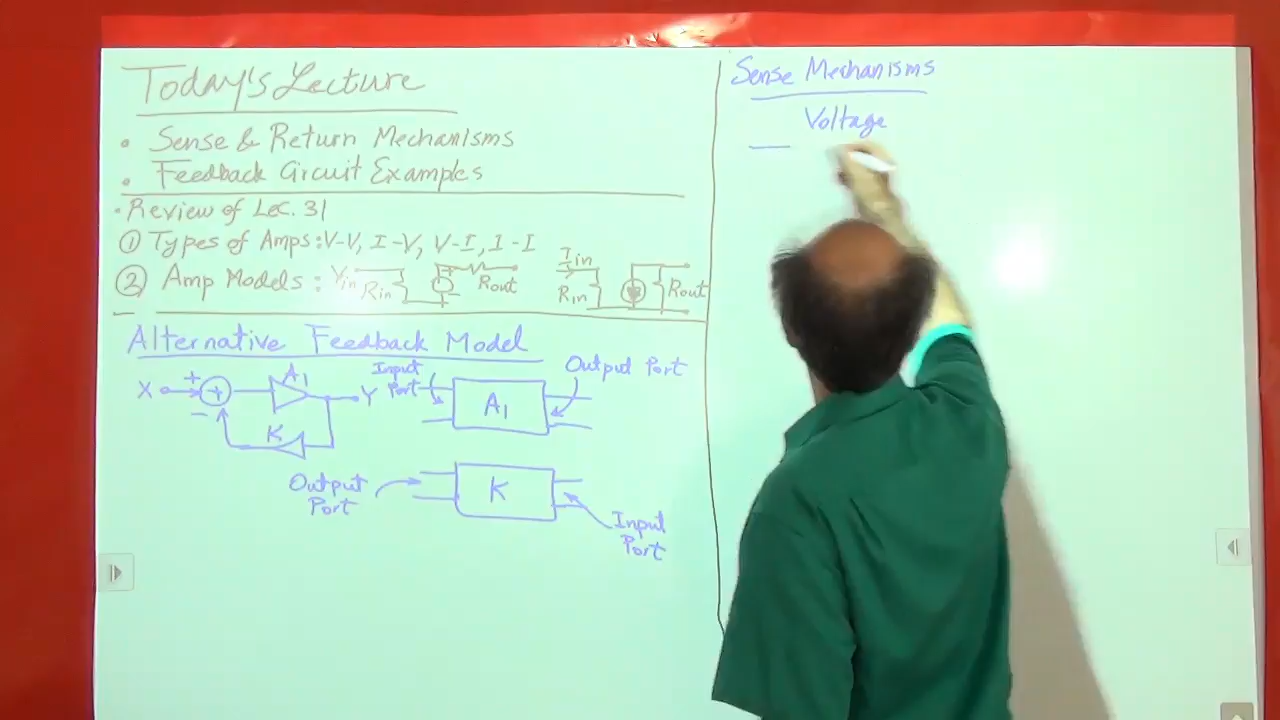 Today's Lecture
• Sense & Return Mechanisms
• Feedback Circuit Examples
• Review of Lec. 31
① Types of Amps: V-V, I-V, V-I, I-I
② Amp Models: Vin Rin + - Rout Iin Rin Rout
Alternative Feedback Model
X + + - A1 Y K
Input Port A1 Output Port
Output Port K Input Port
Sense Mechanisms
Voltage